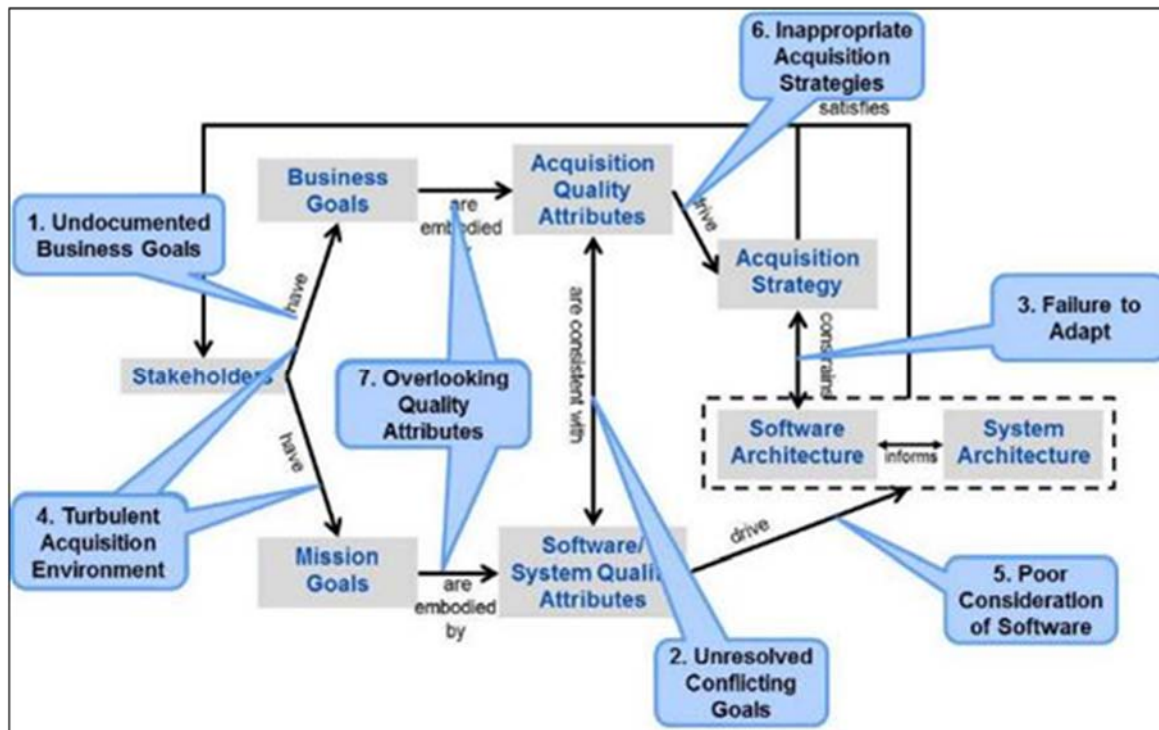 6. Inappropriate
Acquisition
Strategies
satisfies
Business
Goals
are
embodied
Acquisition
Quality
Attributes
drive
1. Undocumented
Business Goals
have
Acquisition
Strategy
3. Failure to
Adapt
constrains
are consistent with
Stakeholders
7. Overlooking
Quality
Attributes
have
Software
Architecture
informs
System
Architecture
4. Turbulent
Acquisition
Environment
drive
Mission
Goals
are
embodied
by
Software/
System Quali
Attributes
5. Poor
Consideration
of Software
2. Unresolved
Conflicting
Goals